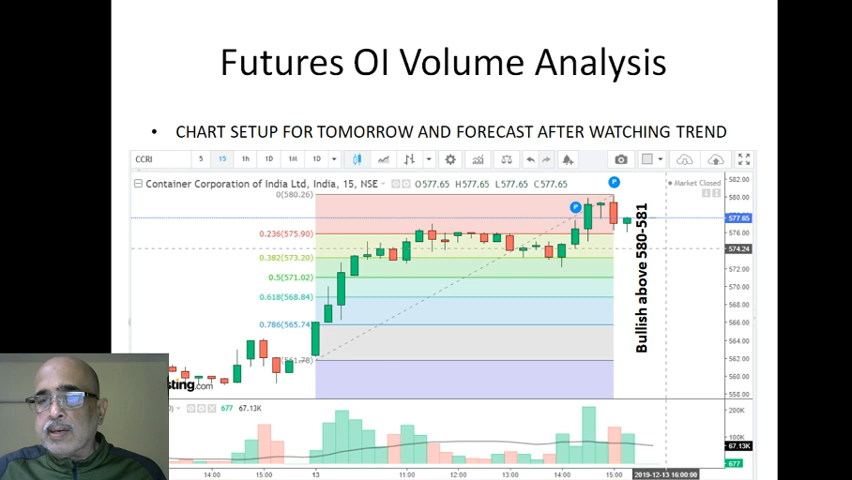 Futures OI Volume Analysis
• CHART SETUP FOR TOMORROW AND FORECAST AFTER WATCHING TREND
CCRI 5 15 1H 1D 1M 1H 1D
Container Corporation of India Ltd, India, 15, NSE O577.65 H577.65 L577.65 C577.65
Market Closed
0(580.26)
0.236(575.90)
0.382(573.20)
0.5(571.02)
0.618(568.84)
0.786(565.74)
P
P
Bullish above 580-581
582.00
580.00
577.65
576.00
574.24
572.00
570.00
568.00
566.00
564.00
562.00
560.00
558.00
sting.com
677 67.13K
200K
100K
67.13K
677
14:00 15:00 13 11:00 12:00 13:00 14:00 15:00 2019-12-13 16:00:00